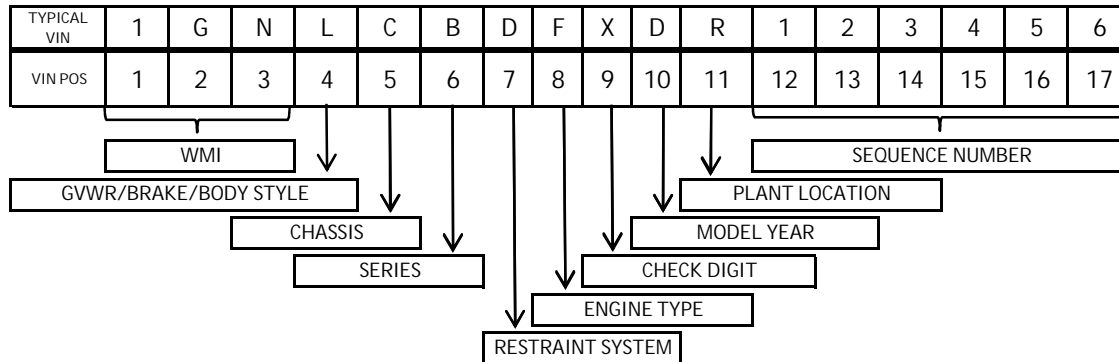 TYPICAL VIN 1 G N L C B D F X D R 1 2 3 4 5 6
VIN POS 1 2 3 4 5 6 7 8 9 10 11 12 13 14 15 16 17
WMI SEQUENCE NUMBER
GVWR/BRAKE/BODY STYLE PLANT LOCATION
CHASSIS MODEL YEAR
SERIES CHECK DIGIT
ENGINE TYPE
RESTRAINT SYSTEM